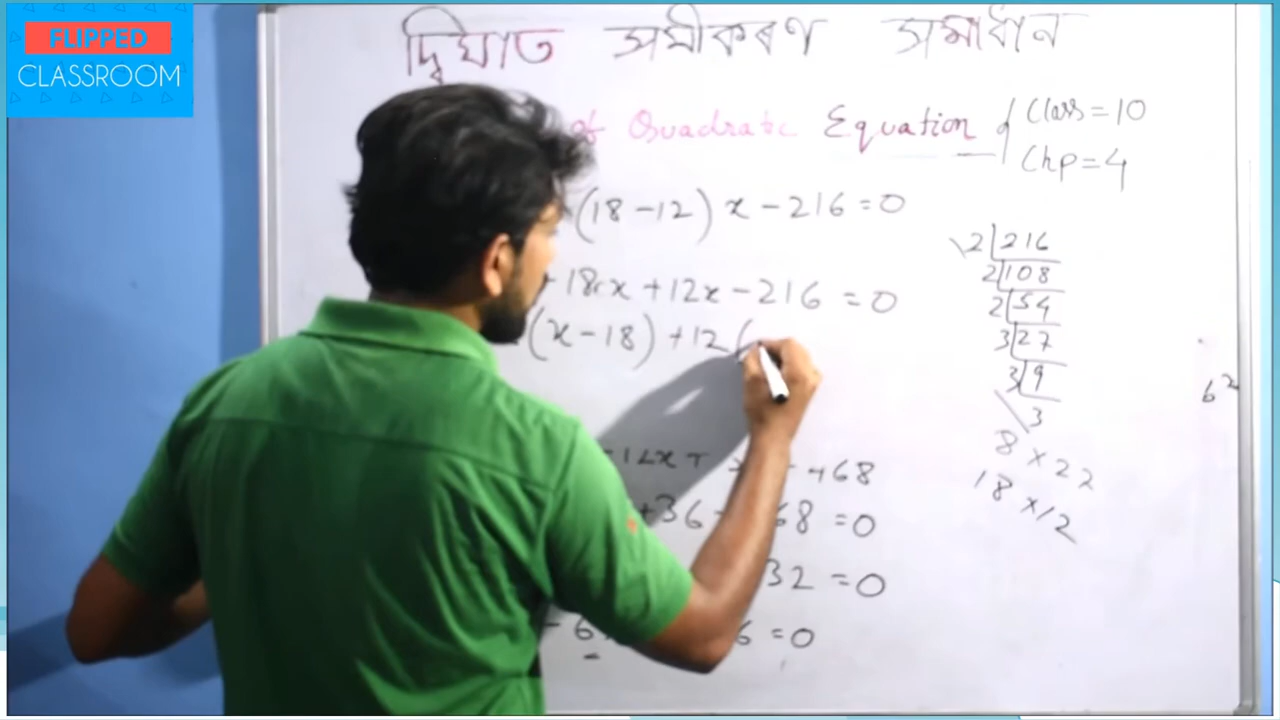 FLIPPED
CLASSROOM
দ্বিঘাত সমীকৰণ সমাধান
of Quadratic Equation
Class = 10
Chp = 4
(18 - 12) x - 216 = 0
18x + 12x - 216 = 0
(x - 18) + 12 (
68
+36 - 68 = 0
32 = 0
6 = 0
2 216
2 108
2 54
3 27
3 9
3
8 × 22
18 × 12
b²